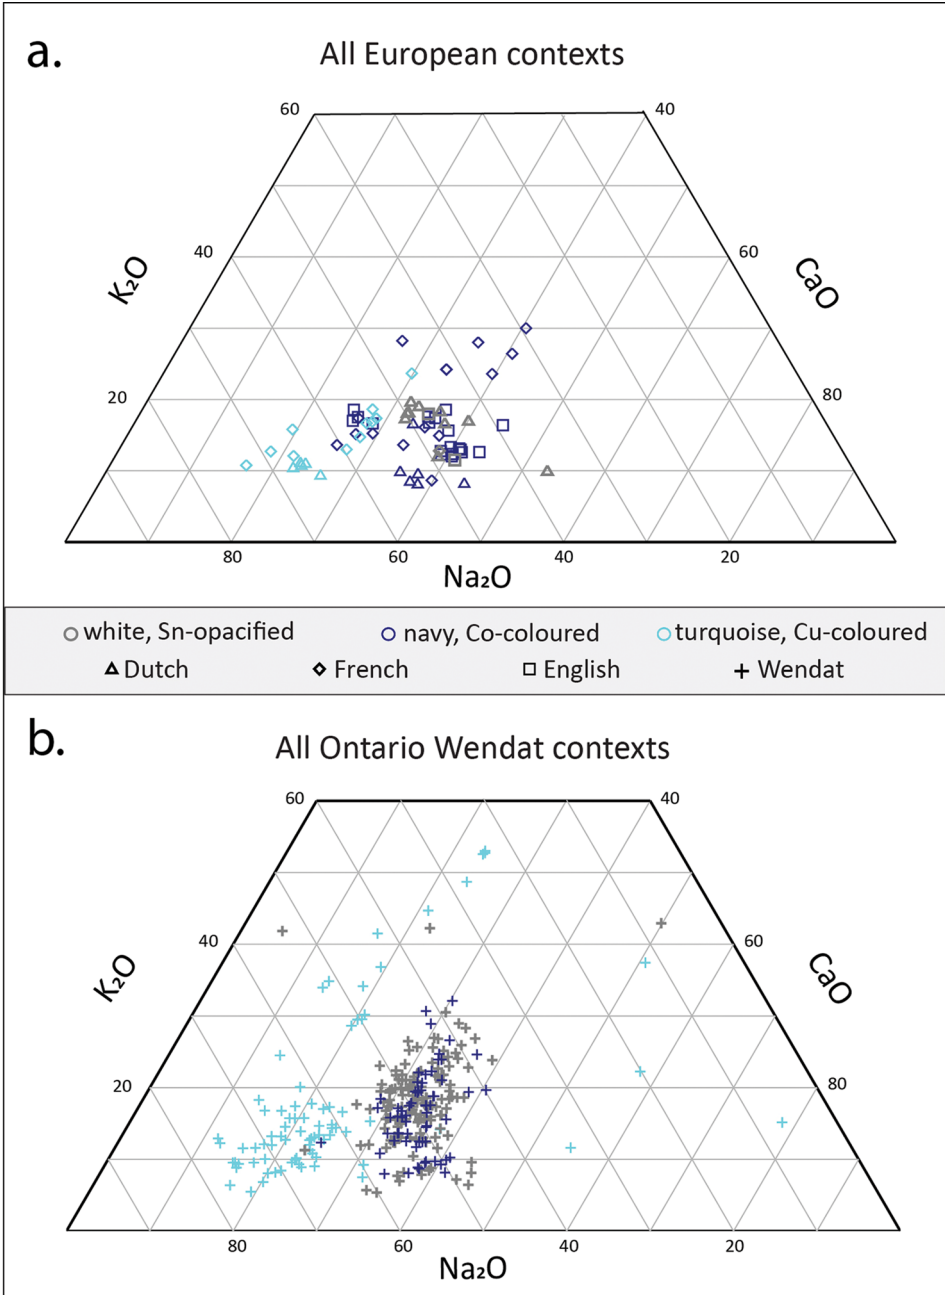 a.
All European contexts
60 40
K₂O CaO
40 60
20 80
80 60 40 20
Na₂O
white, Sn-opacified navy, Co-coloured turquoise, Cu-coloured
Dutch French English Wendat
b.
All Ontario Wendat contexts
60 40
40 60
K₂O CaO
20 80
80 60 40 20
Na₂O